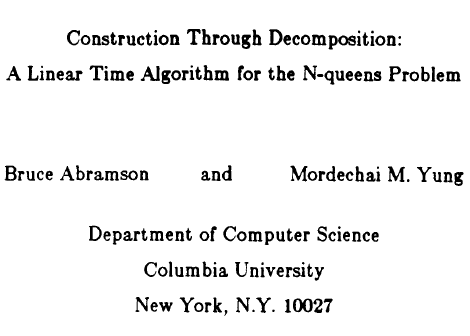 Construction Through Decomposition:
A Linear Time Algorithm for the N-queens Problem
Bruce Abramson and Mordechai M. Yung
Department of Computer Science
Columbia University
New York, N.Y. 10027